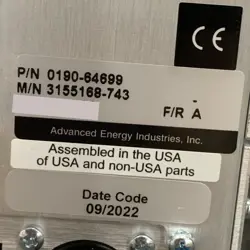 CE
P/N 0190-64699
M/N 3155168-743
F/R A
Advanced Energy Industries, Inc.
Assembled in the USA
of USA and non-USA parts
Date Code
09/2022